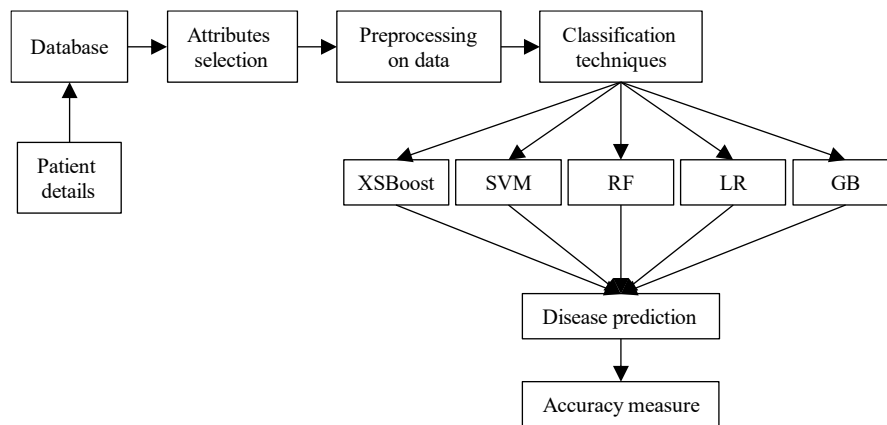 Database
Attributes
selection
Preprocessing
on data
Classification
techniques
Patient
details
XSBoost
SVM
RF
LR
GB
Disease prediction
Accuracy measure